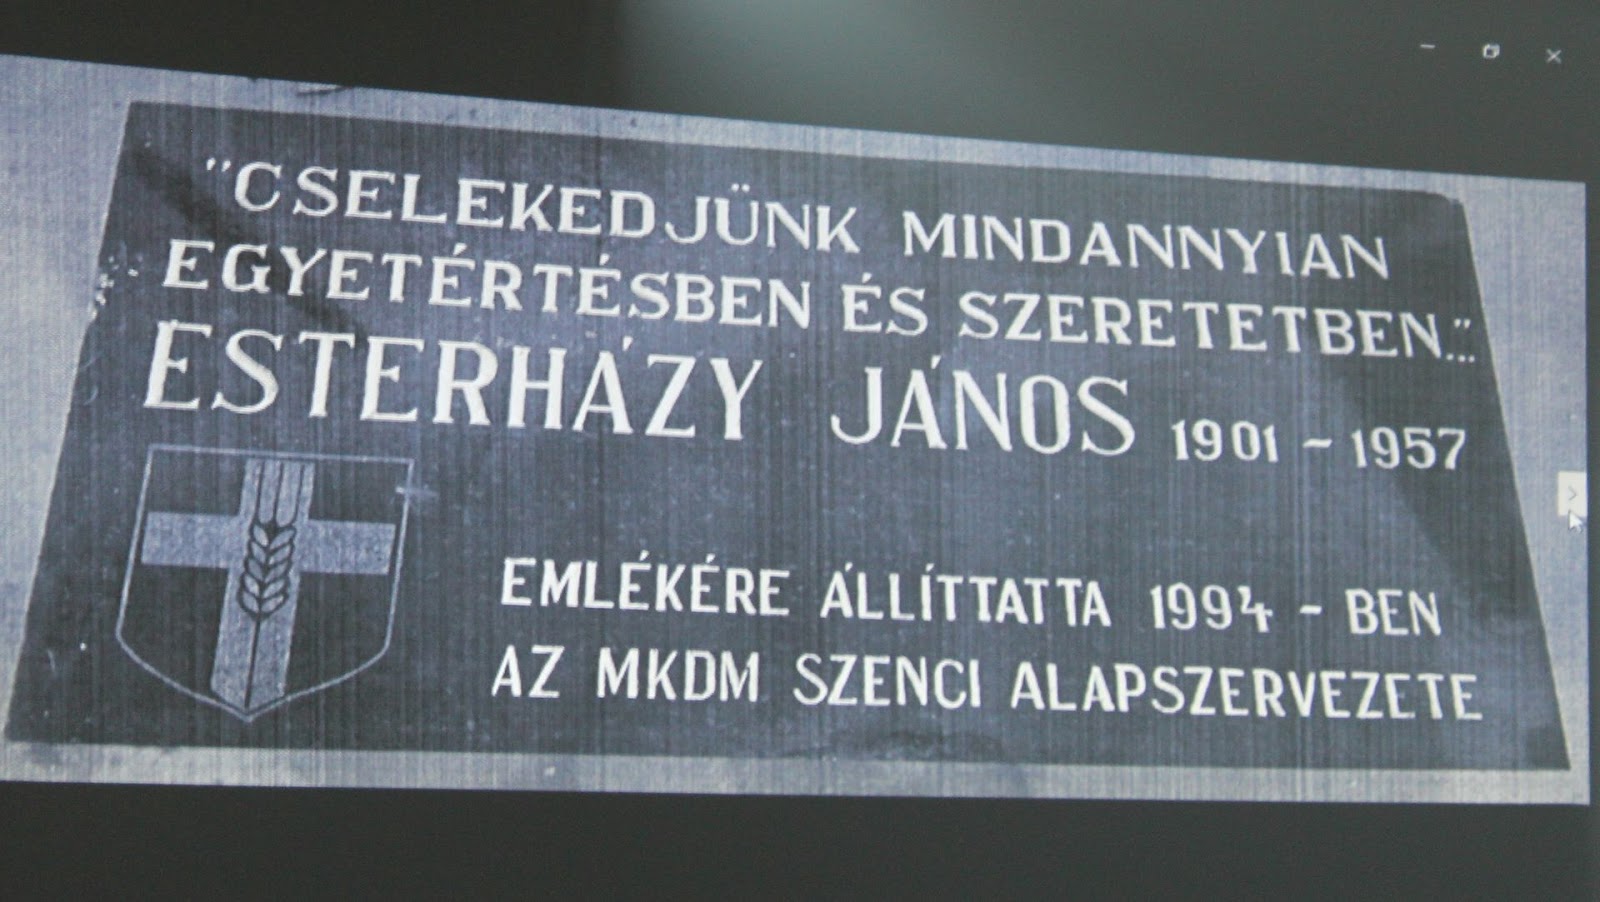 "CSELEKEDJÜNK MINDANNYIAN
EGYETÉRTÉSBEN ÉS SZERETETBEN..."
ESTERHÁZY JÁNOS 1901 - 1957
EMLÉKÉRE ÁLLÍTTATTA 1994 - BEN
AZ MKDM SZENCI ALAPSZERVEZETE